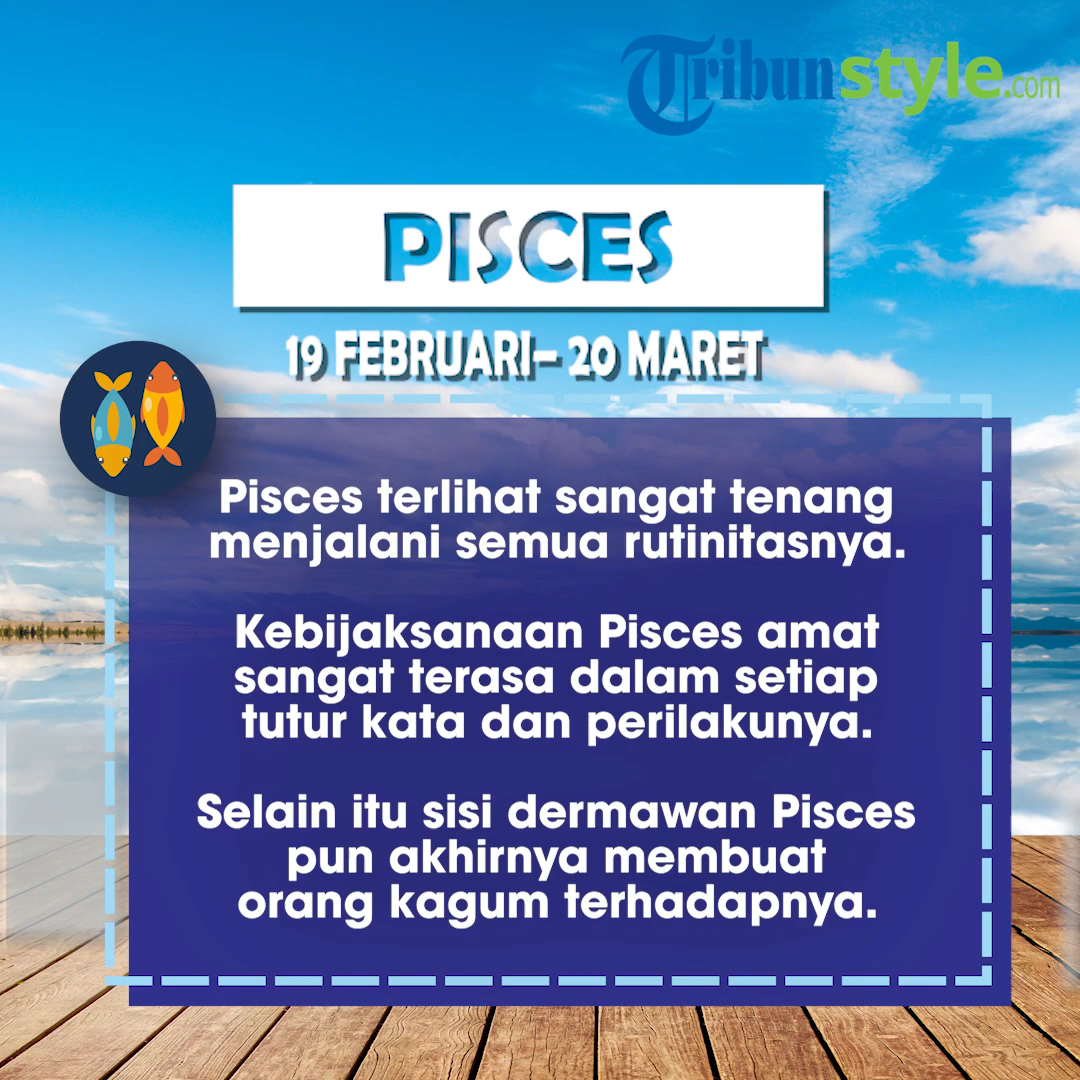 Tribunstyle.com
PISCES
19 FEBRUARI– 20 MARET
Pisces terlihat sangat tenang
menjalani semua rutinitasnya.
Kebijaksanaan Pisces amat
sangat terasa dalam setiap
tutur kata dan perilakunya.
Selain itu sisi dermawan Pisces
pun akhirnya membuat
orang kagum terhadapnya.